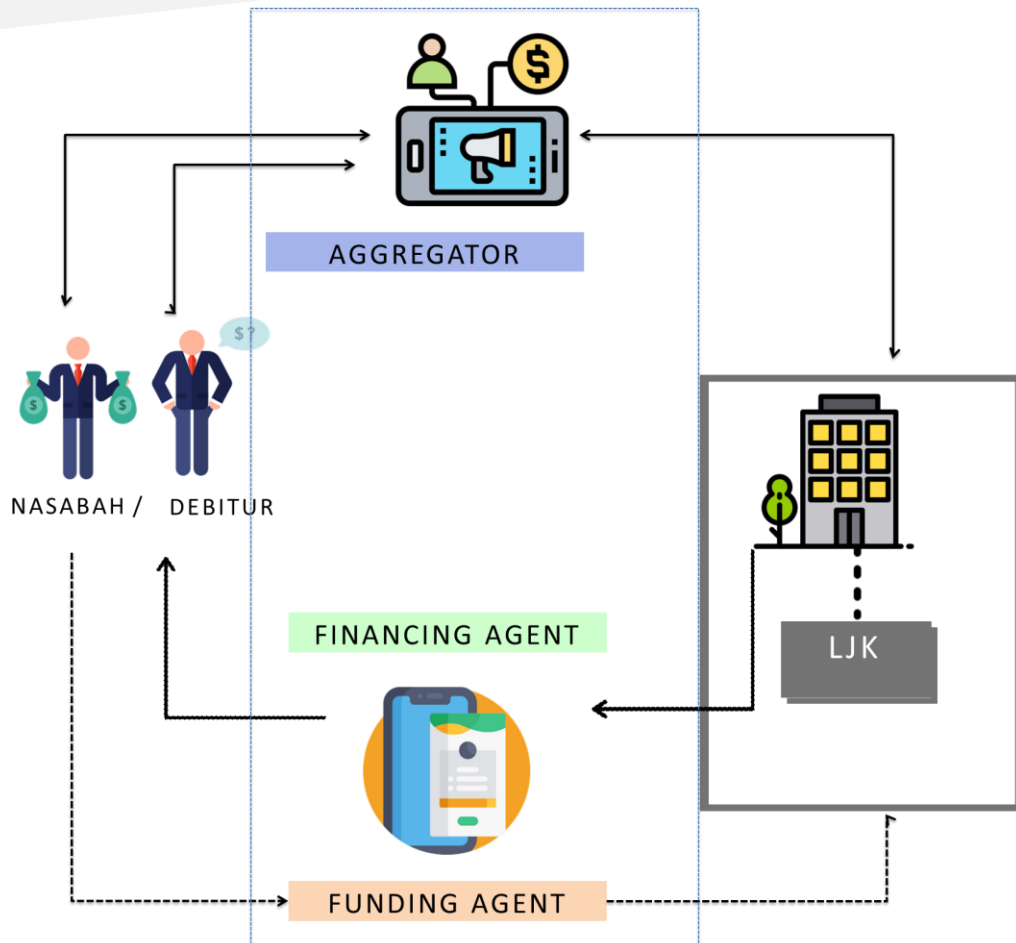 $
AGGREGATOR
$?
$ $
NASABAH / DEBITUR
FINANCING AGENT
LJK
FUNDING AGENT